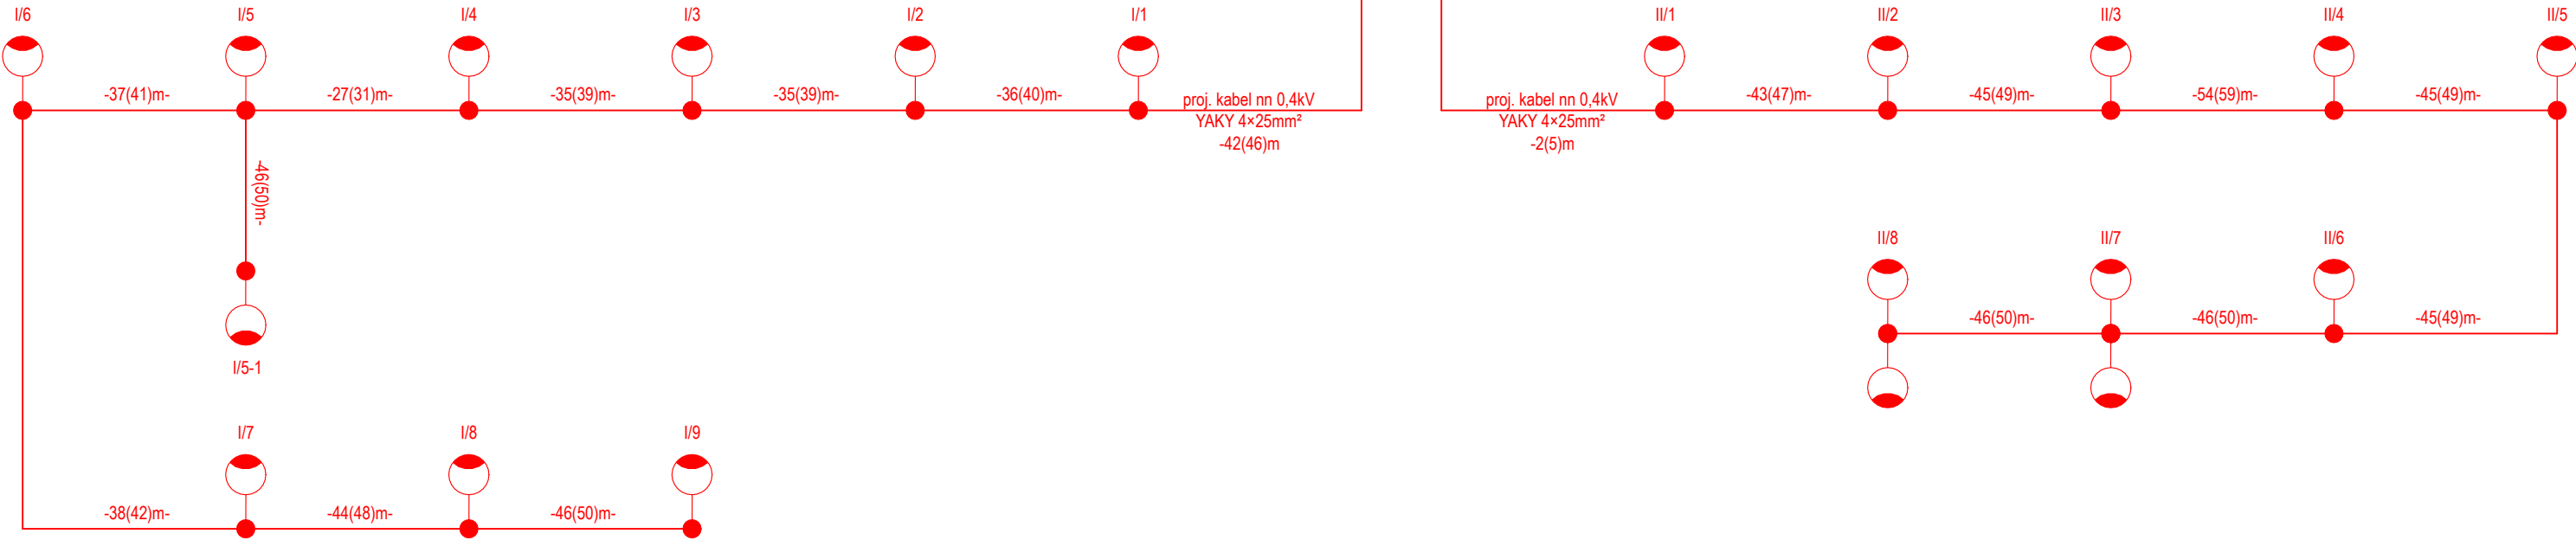 I/6
I/5
I/4
I/3
I/2
I/1
II/1
II/2
II/3
II/4
II/5
-37(41)m-
-27(31)m-
-35(39)m-
-35(39)m-
-36(40)m-
proj. kabel nn 0,4kV
YAKY 4×25mm²
-42(46)m
proj. kabel nn 0,4kV
YAKY 4×25mm²
-2(5)m
-43(47)m-
-45(49)m-
-54(59)m-
-45(49)m-
-46(50)m-
I/5-1
II/8
II/7
II/6
-46(50)m-
-46(50)m-
-45(49)m-
I/7
I/8
I/9
-38(42)m-
-44(48)m-
-46(50)m-